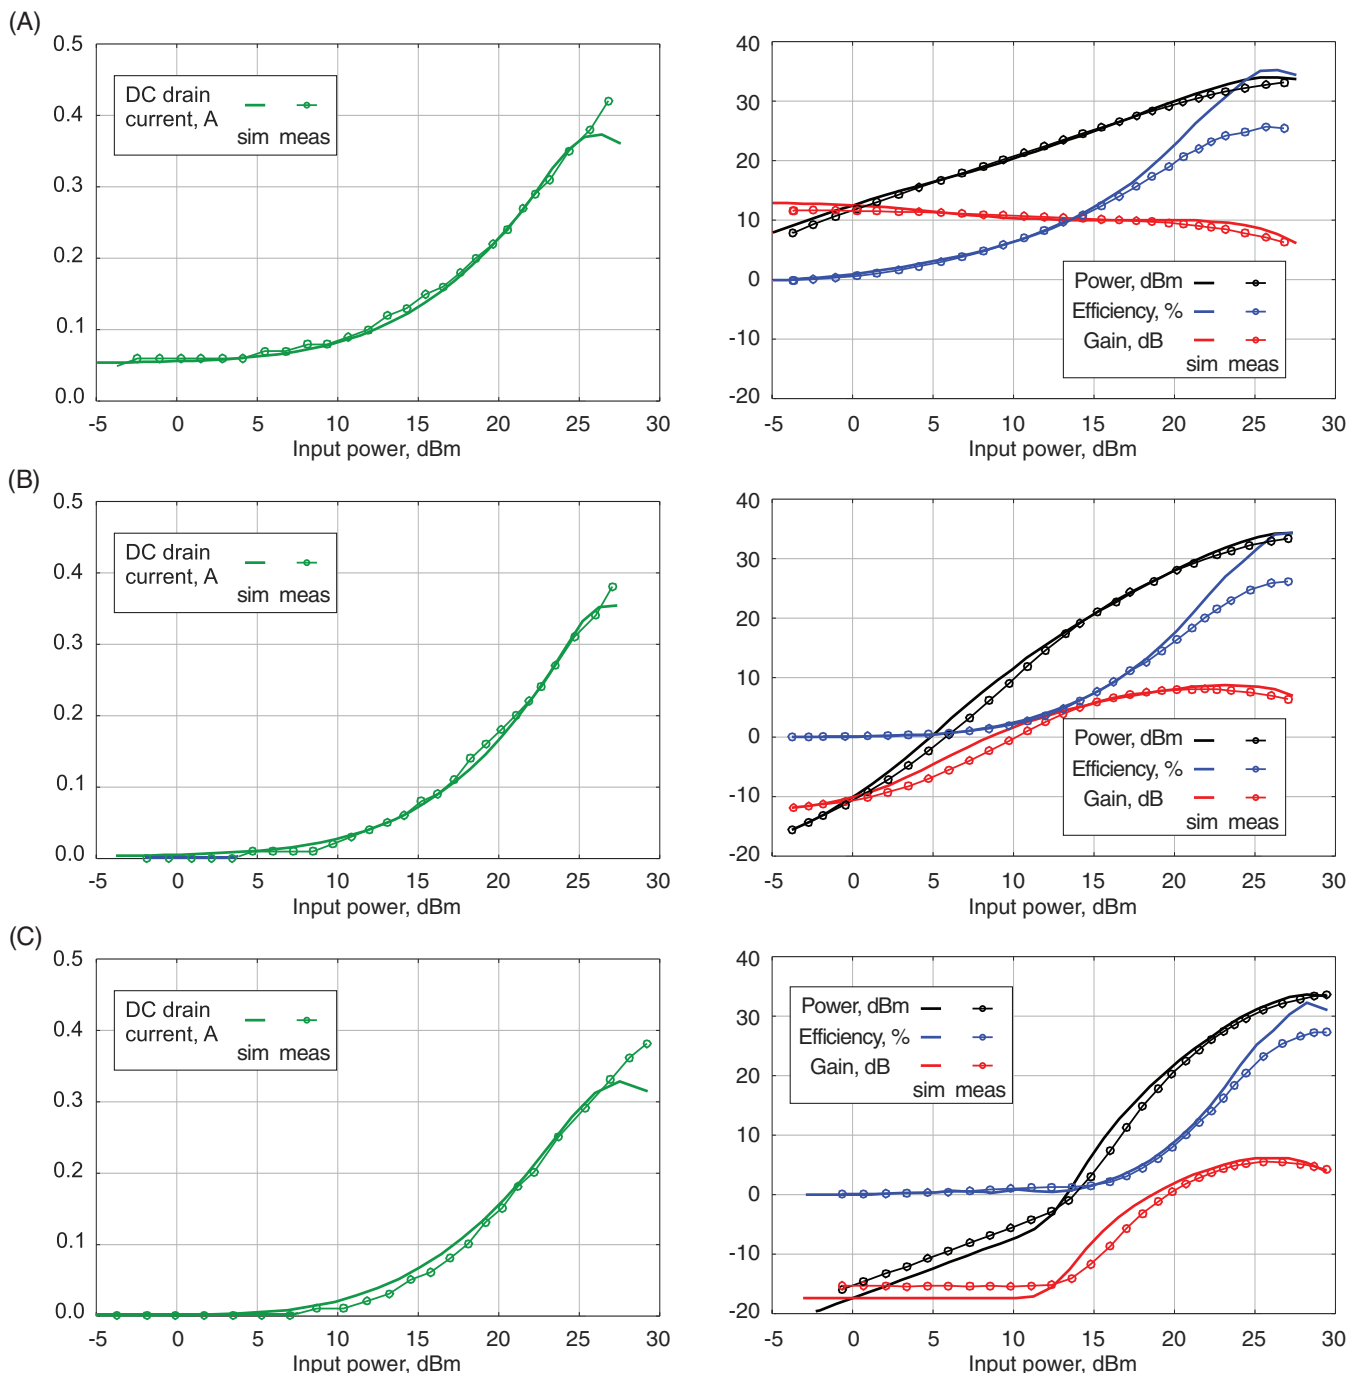 (A)
0.5
0.4
0.3
0.2
0.1
0.0
DC drain
current, A
sim meas
-5 0 5 10 15 20 25 30
Input power, dBm
40
30
20
10
0
-10
-20
Power, dBm
Efficiency, %
Gain, dB
sim meas
-5 0 5 10 15 20 25 30
Input power, dBm
(B)
0.5
0.4
0.3
0.2
0.1
0.0
DC drain
current, A
sim meas
-5 0 5 10 15 20 25 30
Input power, dBm
40
30
20
10
0
-10
-20
Power, dBm
Efficiency, %
Gain, dB
sim meas
-5 0 5 10 15 20 25 30
Input power, dBm
(C)
0.5
0.4
0.3
0.2
0.1
0.0
DC drain
current, A
sim meas
-5 0 5 10 15 20 25 30
Input power, dBm
40
30
20
10
0
-10
-20
Power, dBm
Efficiency, %
Gain, dB
sim meas
-5 0 5 10 15 20 25 30
Input power, dBm